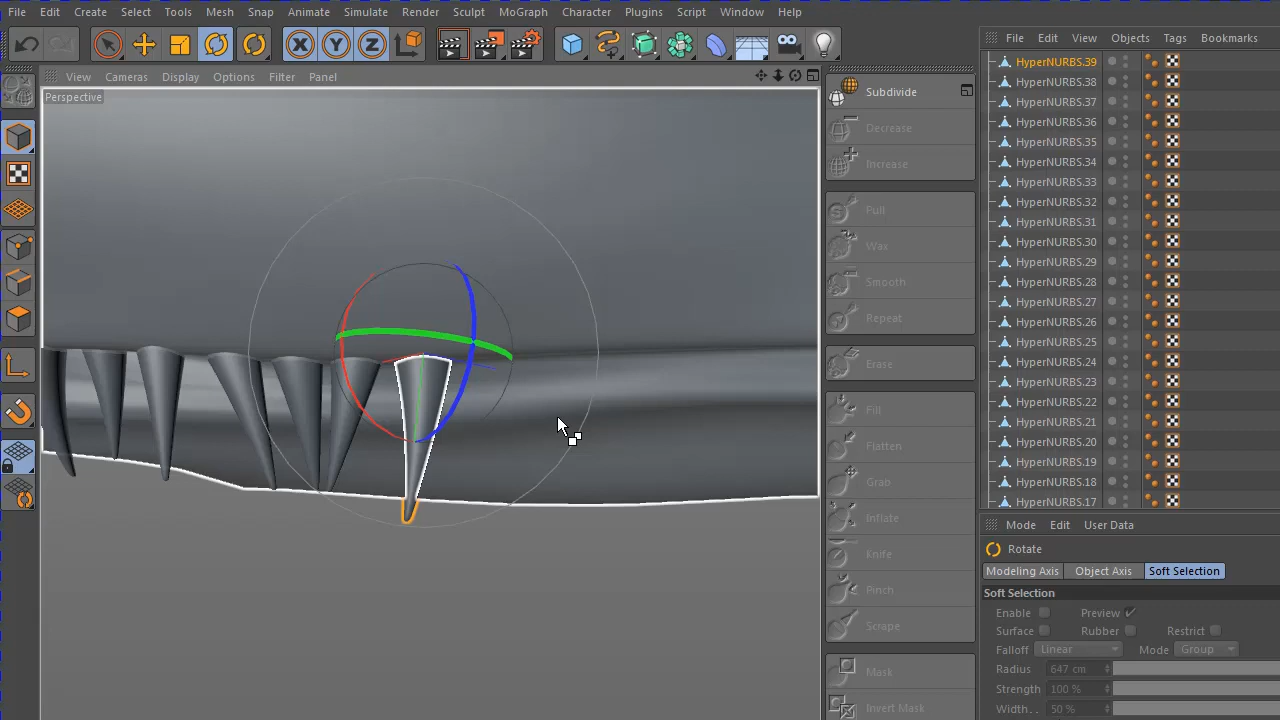 File Edit Create Select Tools Mesh Snap Animate Simulate Render Sculpt MoGraph Character Plugins Script Window Help
X Y Z
File Edit View Objects Tags Bookmarks
View Cameras Display Options Filter Panel
Perspective
Subdivide
Decrease
Increase
Pull
Wax
Smooth
Repeat
Erase
Fill
Flatten
Grab
Inflate
Knife
Pinch
Scrape
Mask
Invert Mask
HyperNURBS.39
HyperNURBS.38
HyperNURBS.37
HyperNURBS.36
HyperNURBS.35
HyperNURBS.34
HyperNURBS.33
HyperNURBS.32
HyperNURBS.31
HyperNURBS.30
HyperNURBS.29
HyperNURBS.28
HyperNURBS.27
HyperNURBS.26
HyperNURBS.25
HyperNURBS.24
HyperNURBS.23
HyperNURBS.22
HyperNURBS.21
HyperNURBS.20
HyperNURBS.19
HyperNURBS.18
HyperNURBS.17
Mode Edit User Data
Rotate
Modeling Axis Object Axis Soft Selection
Soft Selection
Enable Preview
Surface Rubber Restrict
Falloff Linear Mode Group
Radius 647 cm
Strength 100 %
Width. . 50 %